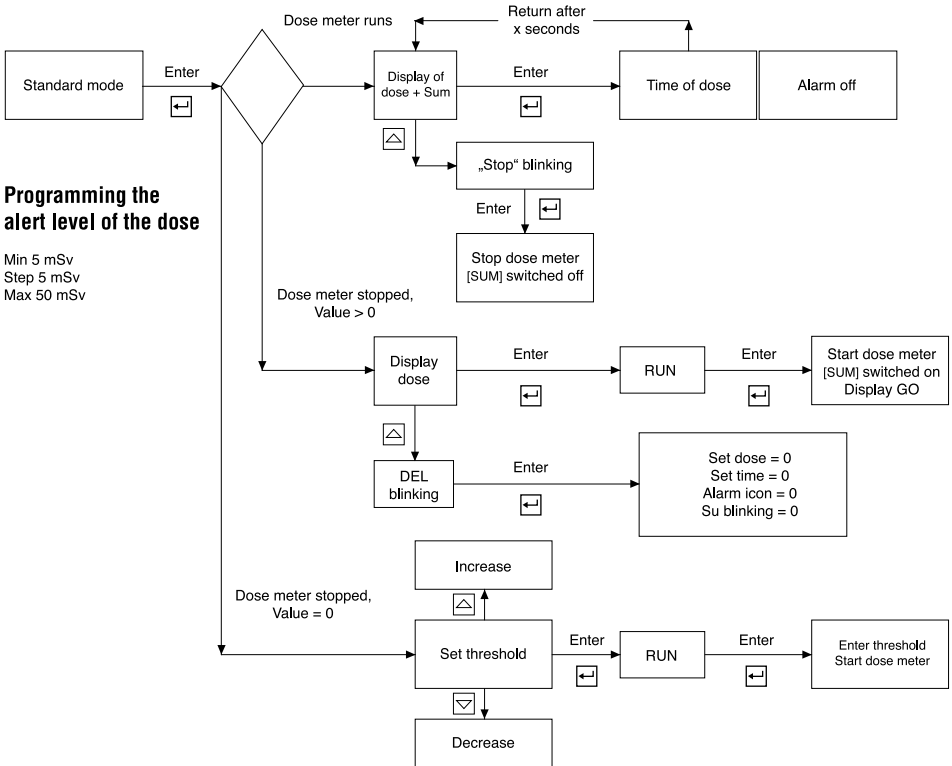 Dose meter runs
Return after
x seconds
Standard mode
Enter
Display of
dose + Sum
Enter
Time of dose
Alarm off
„Stop“ blinking
Enter
Stop dose meter
[SUM] switched off
Programming the
alert level of the dose
Min 5 mSv
Step 5 mSv
Max 50 mSv
Dose meter stopped,
Value > 0
Display
dose
Enter
RUN
Enter
Start dose meter
[SUM] switched on
Display GO
DEL
blinking
Enter
Set dose = 0
Set time = 0
Alarm icon = 0
Su blinking = 0
Dose meter stopped,
Value = 0
Increase
Set threshold
Enter
RUN
Enter
Enter threshold
Start dose meter
Decrease